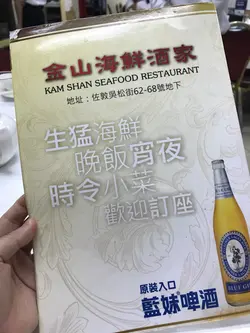 金山海鮮酒家
KAM SHAN SEAFOOD RESTAURANT
地址：佐敦吳松街62-68號地下
生猛海鮮
晚飯宵夜
時令小菜
歡迎訂座
原裝入口
藍妹啤酒
BLUE GIRL